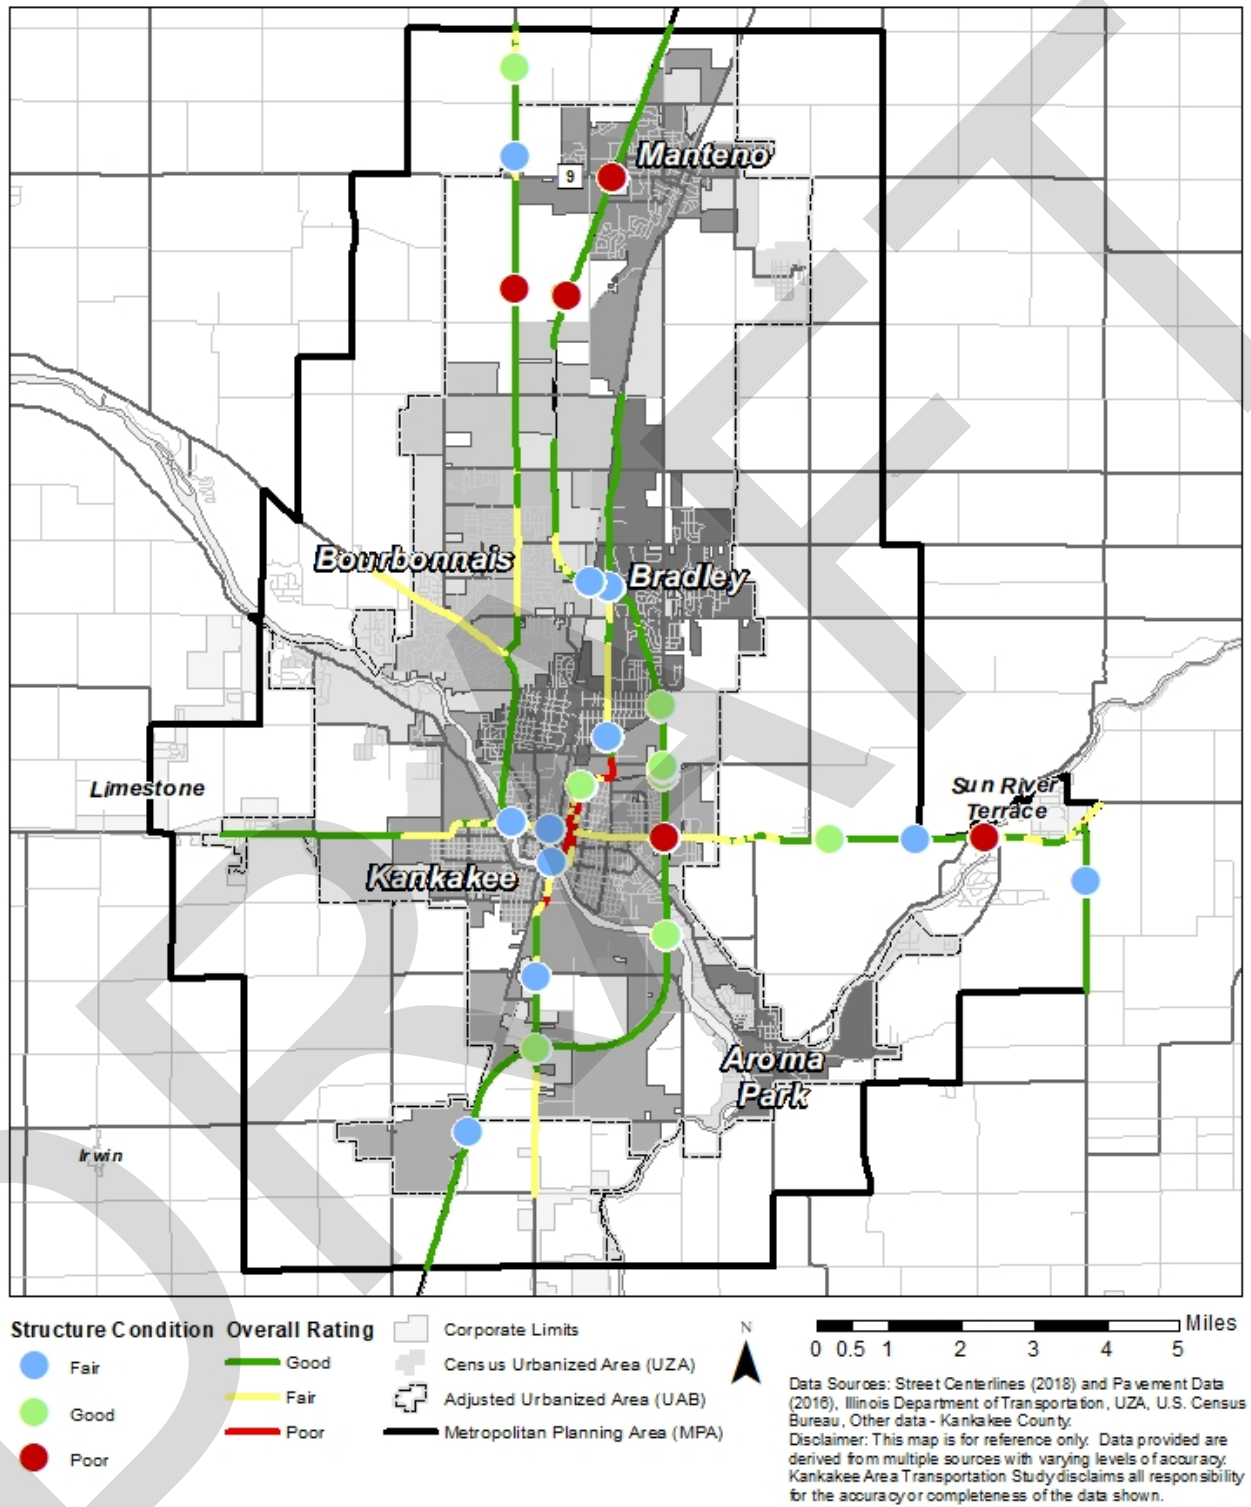 Manteno
9
Bourbonnais
Bradley
Limestone
Sun River
Terrace
Kankakee
Aroma
Park
Irwin
DRAFT
Structure Condition
Fair
Good
Poor
Overall Rating
Good
Fair
Poor
Corporate Limits
Census Urbanized Area (UZA)
Adjusted Urbanized Area (UAB)
Metropolitan Planning Area (MPA)
N
Miles
0 0.5 1 2 3 4 5
Data Sources: Street Centerlines (2018) and Pavement Data
(2016), Illinois Department of Transportation, UZA, U.S. Census
Bureau, Other data - Kankakee County.
Disclaimer: This map is for reference only. Data provided are
derived from multiple sources with varying levels of accuracy.
Kankakee Area Transportation Study disclaims all responsibility
for the accuracy or completeness of the data shown.